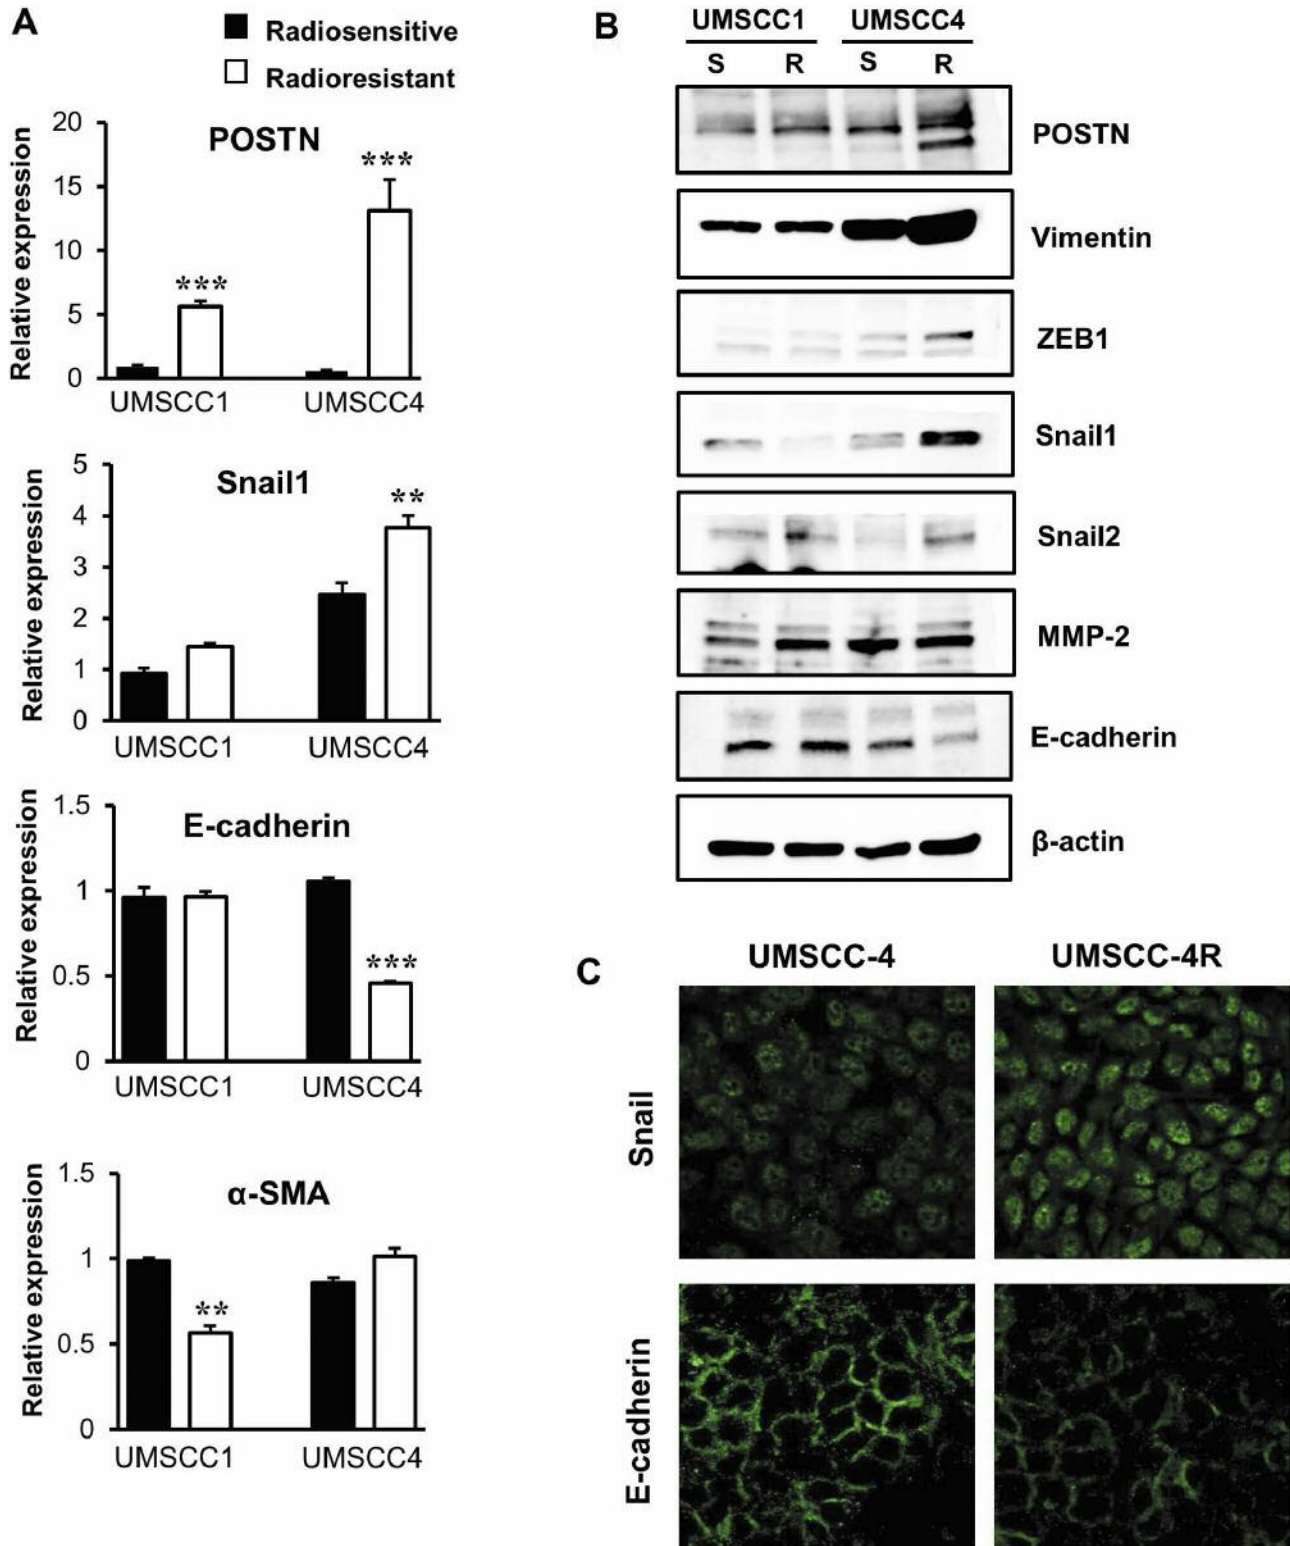 A
Radiosensitive
Radioresistant
POSTN
Relative expression
20
15
10
5
0
***
***
UMSCC1 UMSCC4
Snail1
Relative expression
5
4
3
2
1
0
**
UMSCC1 UMSCC4
E-cadherin
Relative expression
1.5
1
0.5
0
***
UMSCC1 UMSCC4
α-SMA
Relative expression
1.5
1
0.5
0
**
UMSCC1 UMSCC4
B
UMSCC1 UMSCC4
S R S R
POSTN
Vimentin
ZEB1
Snail1
Snail2
MMP-2
E-cadherin
β-actin
C
UMSCC-4 UMSCC-4R
Snail
E-cadherin